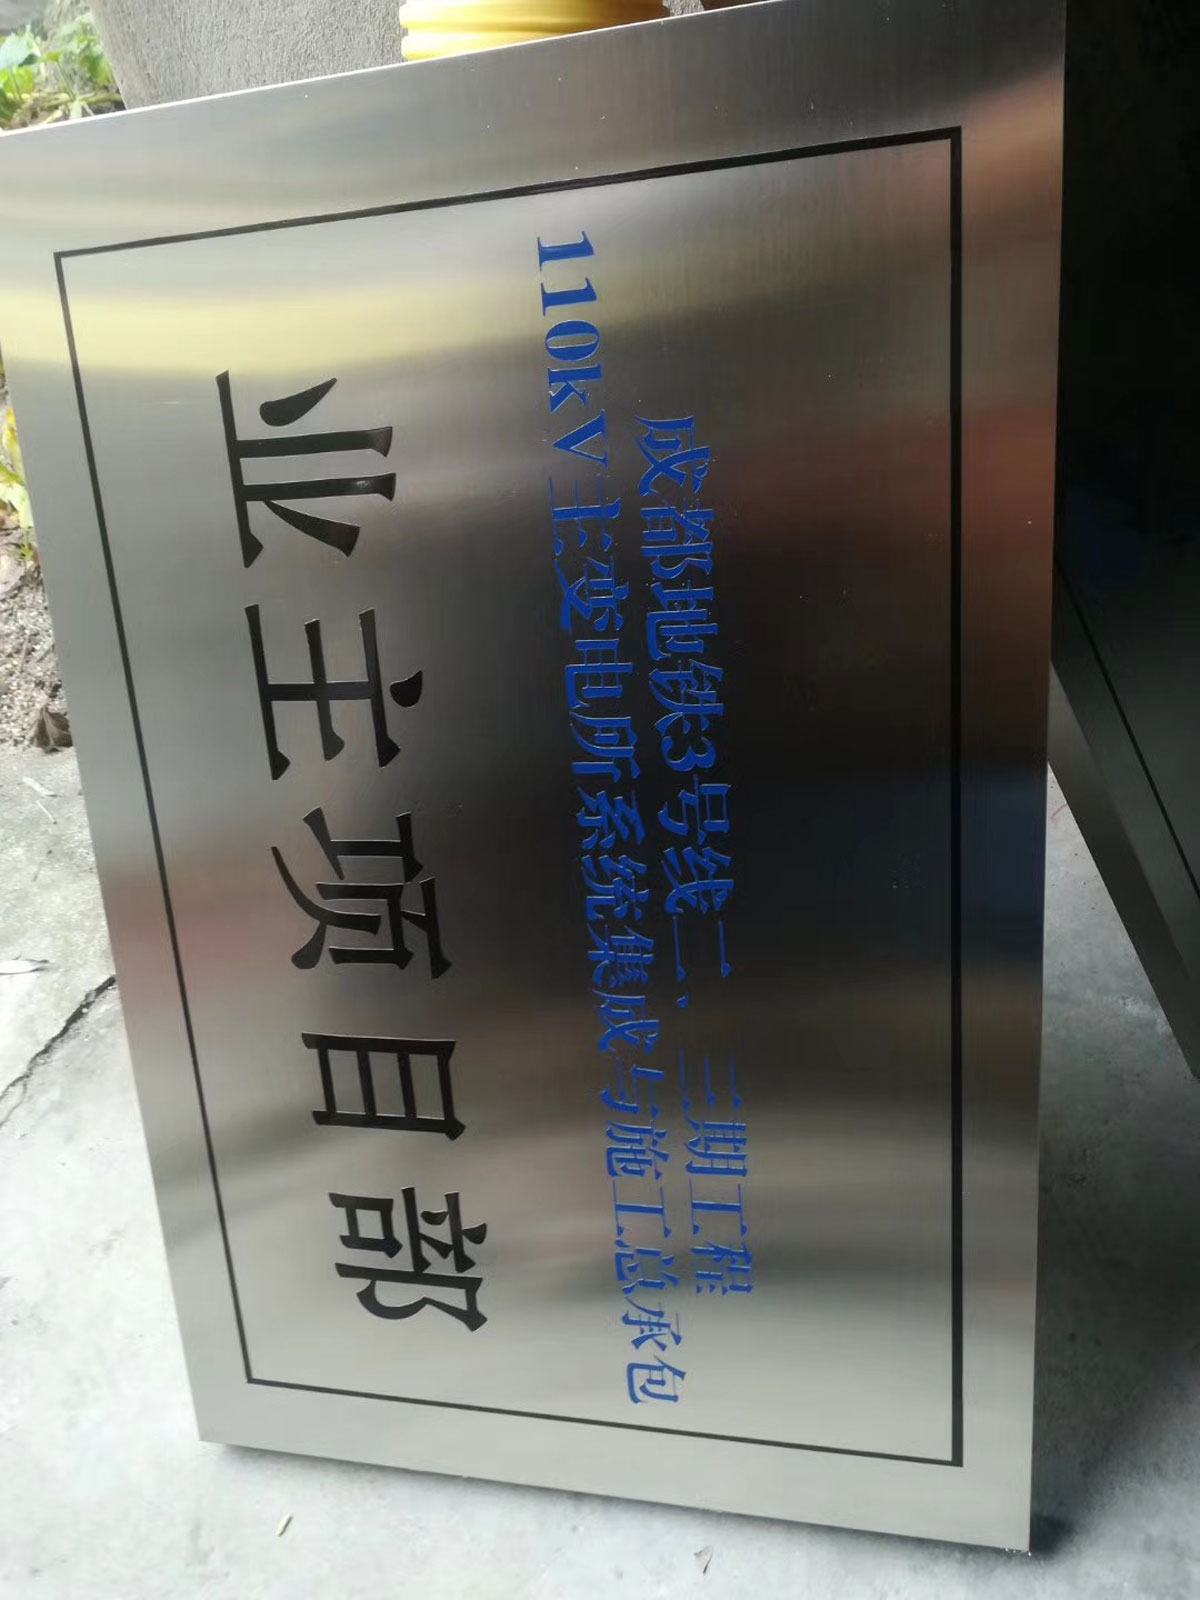 成都地铁3号线二、三期工程
110kV主变电所系统集成与施工总承包
业主项目部